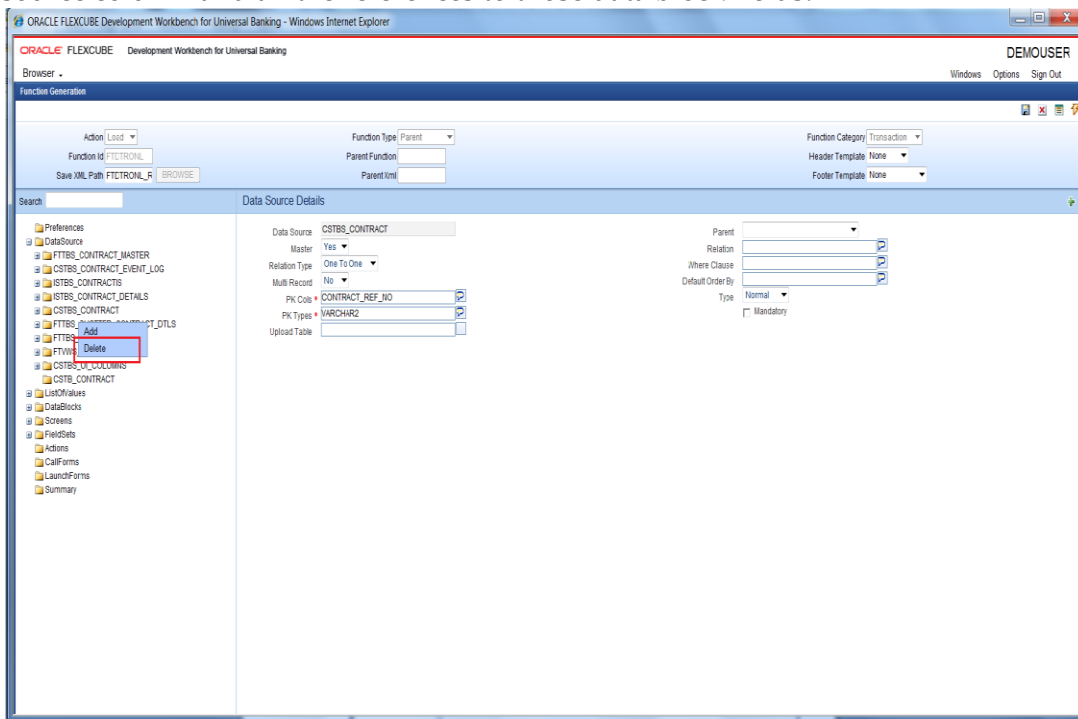 ORACLE FLEXCUBE Development Workbench for Universal Banking - Windows Internet Explorer
ORACLE FLEXCUBE Development Workbench for Universal Banking
DEMOUSER
Browser
Windows Options Sign Out
Function Generation
Action Load Function Type Parent Function Category Transaction
Function Id FTCTRONL Parent Function Header Template None
Save XML Path FTCTRONL_R BROWSE Parent Xml Footer Template None
Search
Data Source Details
Preferences
DataSource
FTTBS_CONTRACT_MASTER
CSTBS_CONTRACT_EVENT_LOG
ISTBS_CONTRACTIS
ISTBS_CONTRACT_DETAILS
CSTBS_CONTRACT
CONTRACT_DTLS
FTTBS
CSTBS_UI_COLUMNS
CSTB_CONTRACT
ListOfValues
DataBlocks
Screens
FieldSets
Actions
CallForms
LaunchForms
Summary
Add
Delete
Data Source CSTBS_CONTRACT
Master Yes
Relation Type One To One
Multi Record No
PK Cols * CONTRACT_REF_NO
PK Types * VARCHAR2
Upload Table
Parent
Relation
Where Clause
Default Order By
Type Normal
Mandatory